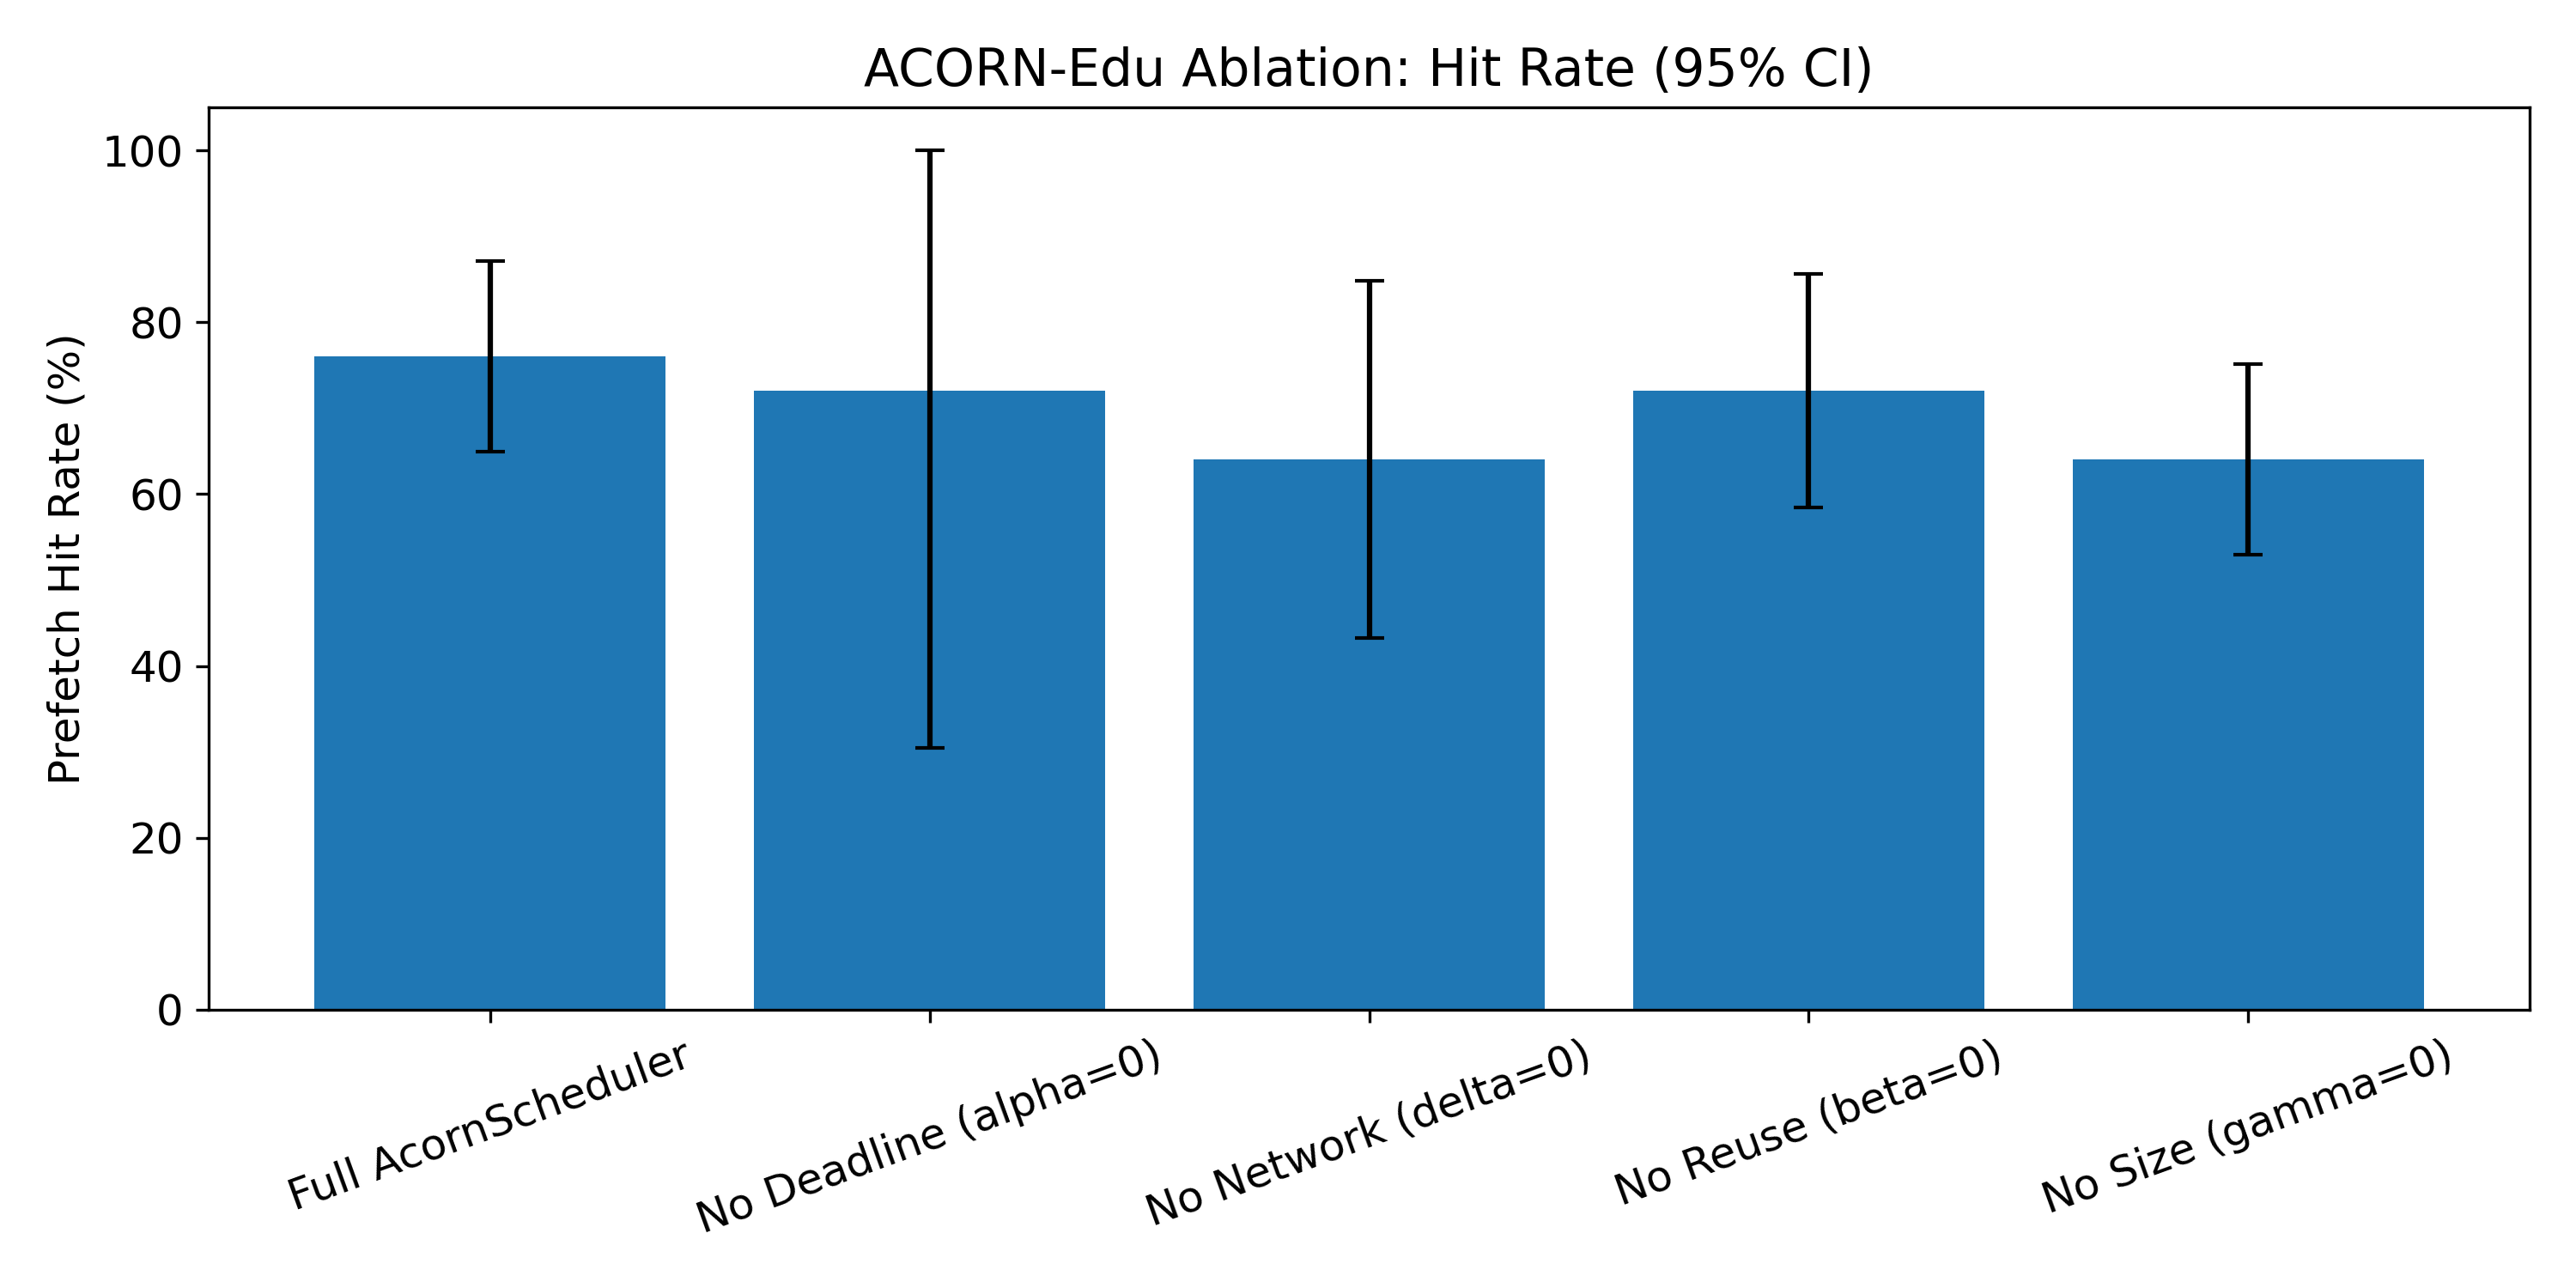 ACORN-Edu Ablation: Hit Rate (95% CI)
Prefetch Hit Rate (%)
100
80
60
40
20
0
Full AcornScheduler
No Deadline (alpha=0)
No Network (delta=0)
No Reuse (beta=0)
No Size (gamma=0)